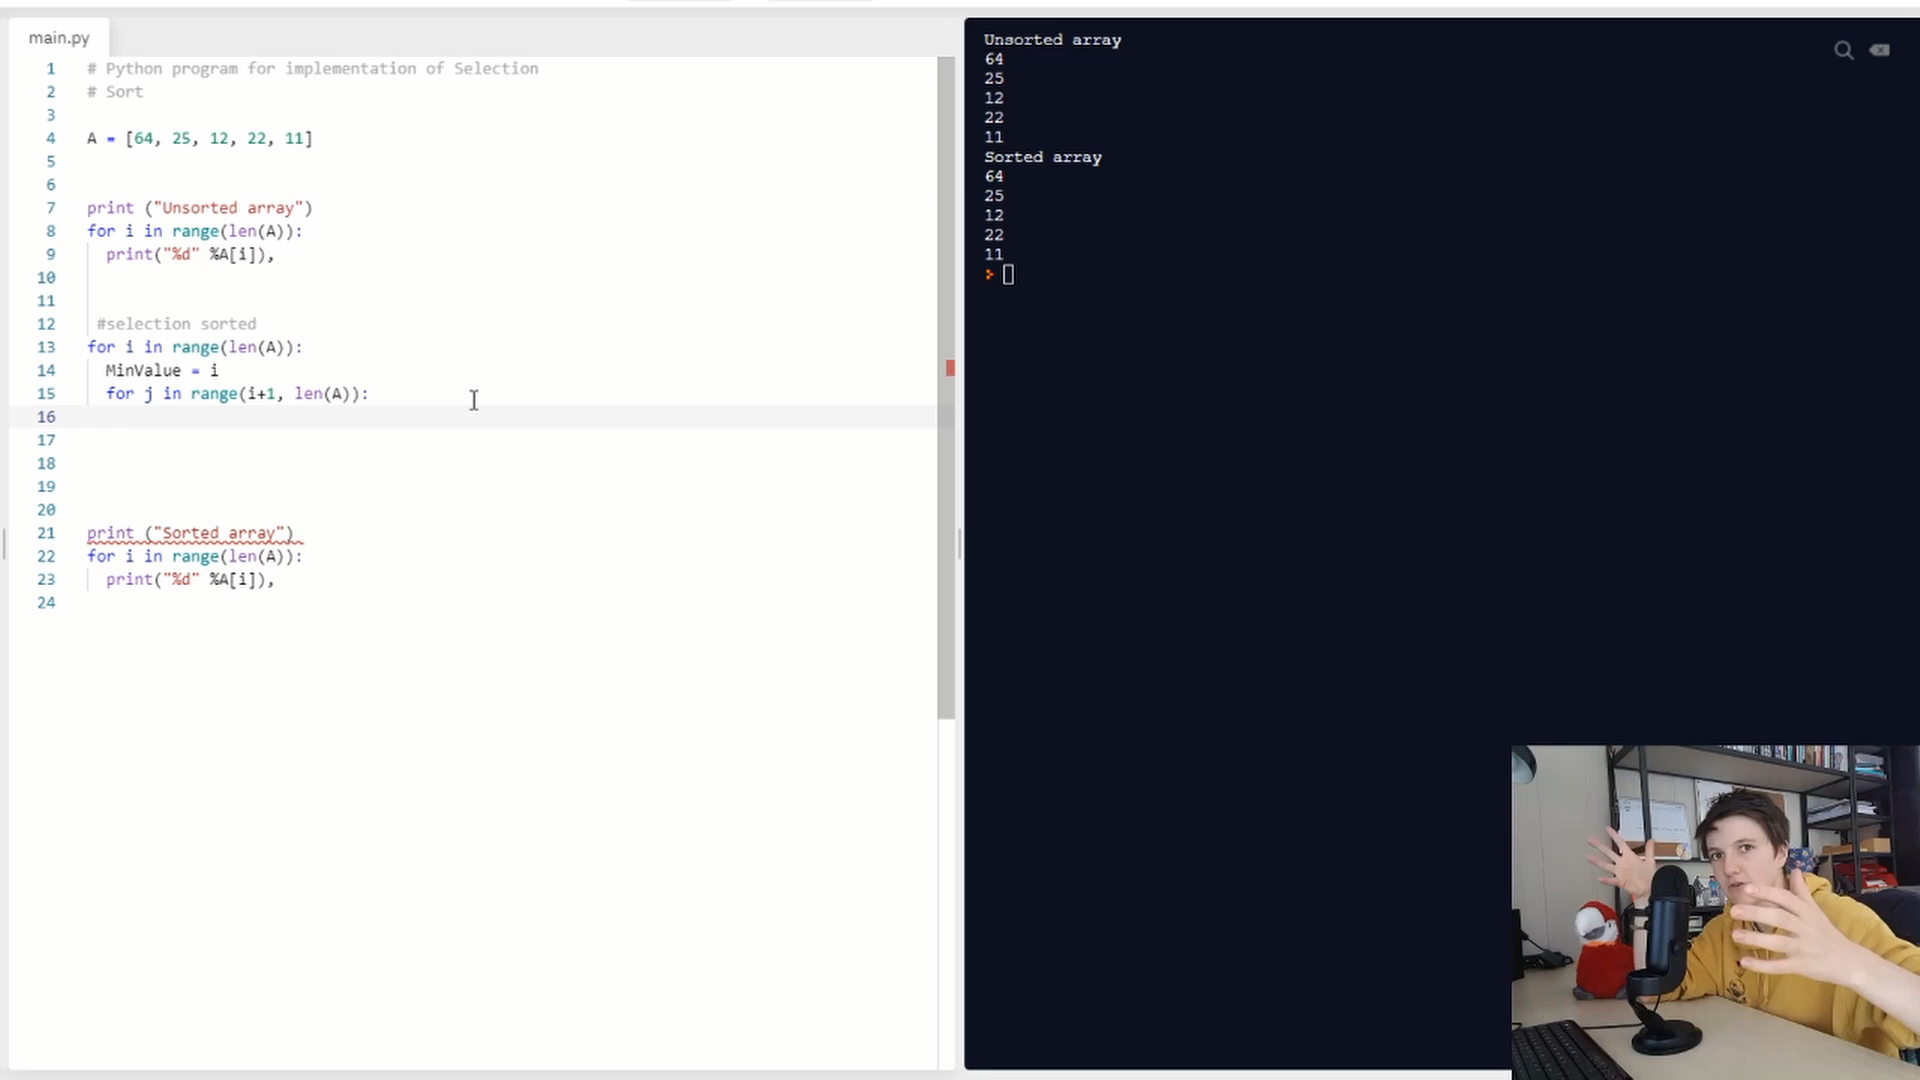 main.py
1 # Python program for implementation of Selection
2 # Sort
3
4 A = [64, 25, 12, 22, 11]
5
6
7 print ("Unsorted array")
8 for i in range(len(A)):
9 print("%d" %A[i]),
10
11
12 #selection sorted
13 for i in range(len(A)):
14 MinValue = i
15 for j in range(i+1, len(A)):
16
17
18
19
20
21 print ("Sorted array")
22 for i in range(len(A)):
23 print("%d" %A[i]),
24
Unsorted array
64
25
12
22
11
Sorted array
64
25
12
22
11